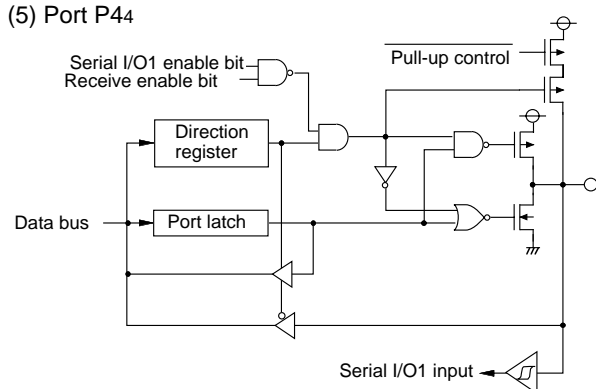 (5) Port P44
Serial I/O1 enable bit
Receive enable bit
Pull-up control
Direction
register
Data bus
Port latch
Serial I/O1 input